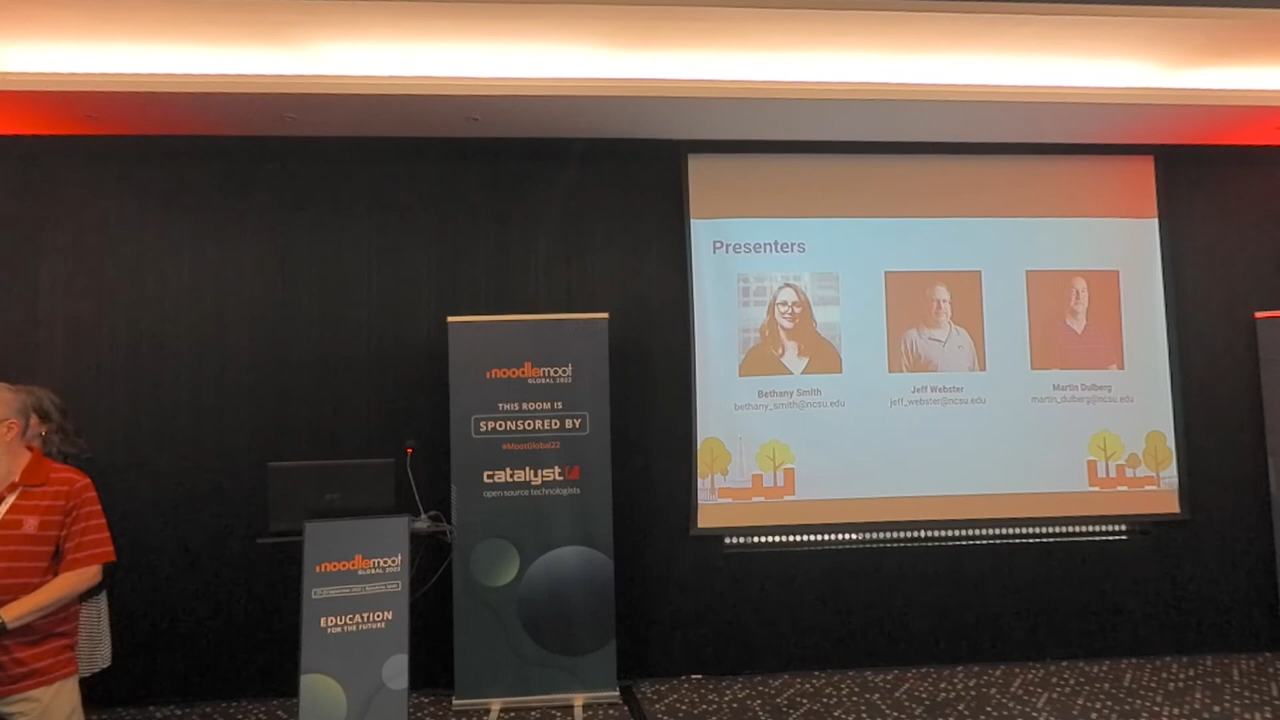 moodlemoot
GLOBAL 2022
THIS ROOM IS
SPONSORED BY
#MootGlobal22
catalyst
open source technologists
moodlemoot
GLOBAL 2022
EDUCATION
FOR THE FUTURE
Presenters
Bethany Smith
bethany_smith@ncsu.edu
Jeff Webster
jeff_webster@ncsu.edu
Martin Dulberg
martin_dulberg@ncsu.edu